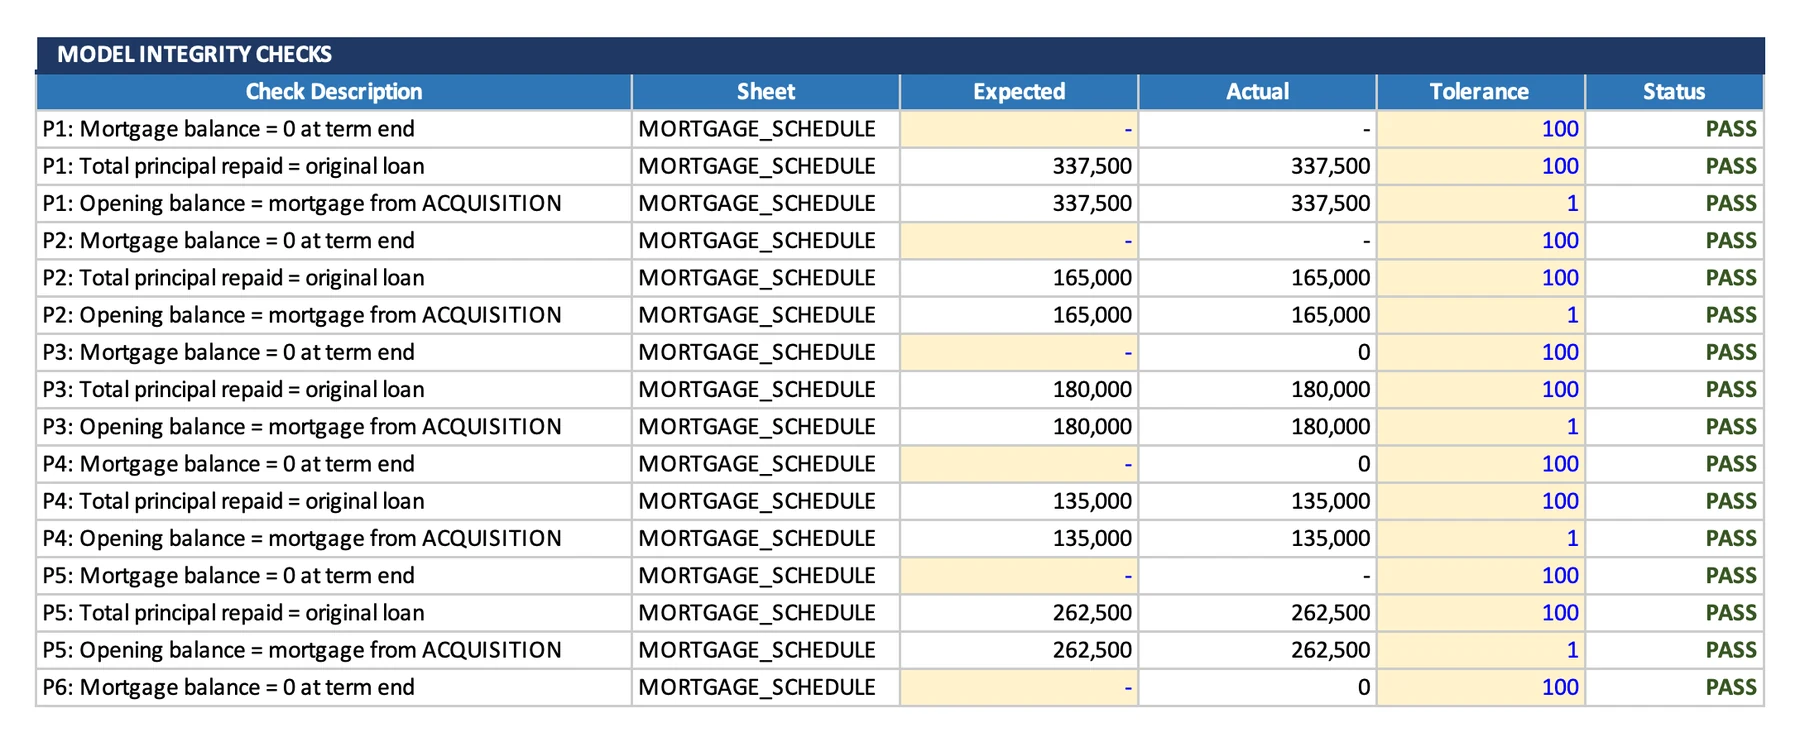 MODEL INTEGRITY CHECKS
Check Description Sheet Expected Actual Tolerance Status
P1: Mortgage balance = 0 at term end MORTGAGE_SCHEDULE - - 100 PASS
P1: Total principal repaid = original loan MORTGAGE_SCHEDULE 337,500 337,500 100 PASS
P1: Opening balance = mortgage from ACQUISITION MORTGAGE_SCHEDULE 337,500 337,500 1 PASS
P2: Mortgage balance = 0 at term end MORTGAGE_SCHEDULE - - 100 PASS
P2: Total principal repaid = original loan MORTGAGE_SCHEDULE 165,000 165,000 100 PASS
P2: Opening balance = mortgage from ACQUISITION MORTGAGE_SCHEDULE 165,000 165,000 1 PASS
P3: Mortgage balance = 0 at term end MORTGAGE_SCHEDULE - 0 100 PASS
P3: Total principal repaid = original loan MORTGAGE_SCHEDULE 180,000 180,000 100 PASS
P3: Opening balance = mortgage from ACQUISITION MORTGAGE_SCHEDULE 180,000 180,000 1 PASS
P4: Mortgage balance = 0 at term end MORTGAGE_SCHEDULE - 0 100 PASS
P4: Total principal repaid = original loan MORTGAGE_SCHEDULE 135,000 135,000 100 PASS
P4: Opening balance = mortgage from ACQUISITION MORTGAGE_SCHEDULE 135,000 135,000 1 PASS
P5: Mortgage balance = 0 at term end MORTGAGE_SCHEDULE - - 100 PASS
P5: Total principal repaid = original loan MORTGAGE_SCHEDULE 262,500 262,500 100 PASS
P5: Opening balance = mortgage from ACQUISITION MORTGAGE_SCHEDULE 262,500 262,500 1 PASS
P6: Mortgage balance = 0 at term end MORTGAGE_SCHEDULE - 0 100 PASS